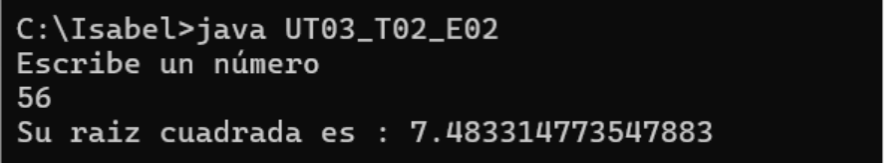 C:\Isabel>java UT03_T02_E02
Escribe un número
56
Su raiz cuadrada es : 7.483314773547883